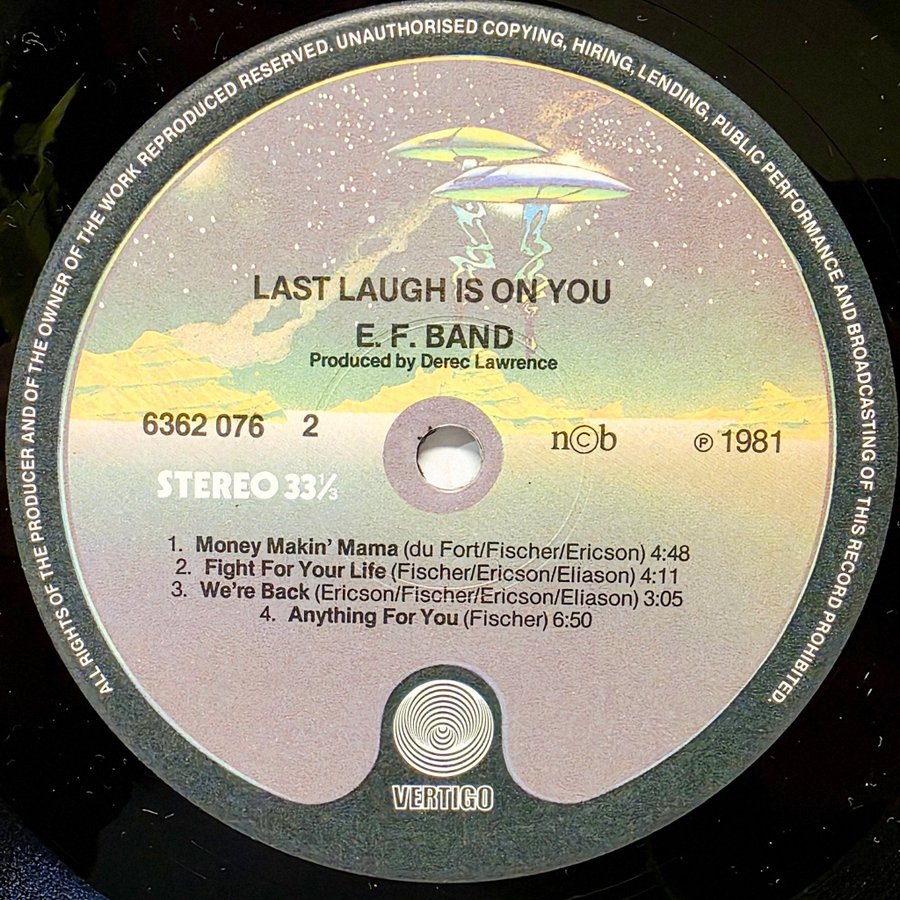 ALL RIGHTS OF THE PRODUCER AND OF THE OWNER OF THE WORK REPRODUCED RESERVED. UNAUTHORISED COPYING, HIRING, LENDING, PUBLIC PERFORMANCE AND BROADCASTING OF THIS RECORD PROHIBITED.
LAST LAUGH IS ON YOU
E. F. BAND
Produced by Derec Lawrence
6362 076 2 n©b ℗ 1981
STEREO 33⅓
1. Money Makin' Mama (du Fort/Fischer/Ericson) 4:48
2. Fight For Your Life (Fischer/Ericson/Eliason) 4:11
3. We're Back (Ericson/Fischer/Ericson/Eliason) 3:05
4. Anything For You (Fischer) 6:50
VERTIGO